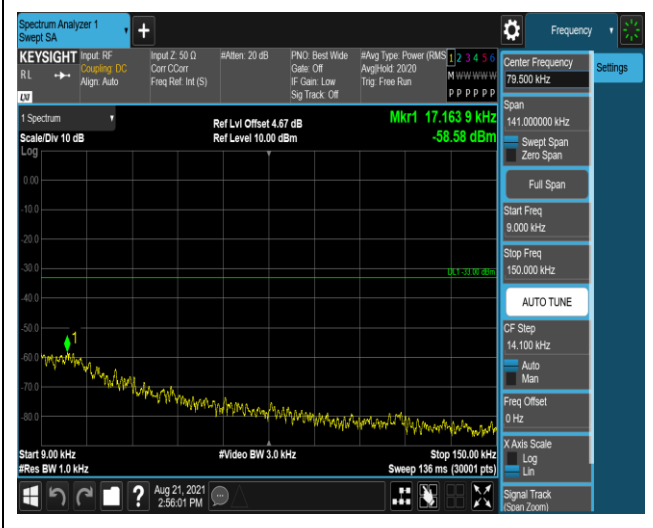 Spectrum Analyzer 1
Swept SA
Frequency
KEYSIGHT
RL
LXI
Input: RF
Coupling: DC
Align: Auto
Input Z: 50 Ω
Corr CCorr
Freq Ref: Int (S)
#Atten: 20 dB
PNO: Best Wide
Gate: Off
IF Gain: Low
Sig Track: Off
#Avg Type: Power (RMS
Avg|Hold: 20/20
Trig: Free Run
1 2 3 4 5 6
M W W W W W
P P P P P P
Settings
1 Spectrum
Scale/Div 10 dB
Log
Ref Lvl Offset 4.67 dB
Ref Level 10.00 dBm
Mkr1 17.163 9 kHz
-58.58 dBm
0.00
-10.0
-20.0
-30.0
-40.0
-50.0
-60.0
-70.0
-80.0
DL1 -33.00 dBm
1
Start 9.00 kHz
#Res BW 1.0 kHz
#Video BW 3.0 kHz
Stop 150.00 kHz
Sweep 136 ms (30001 pts)
Center Frequency
79.500 kHz
Span
141.000000 kHz
Swept Span
Zero Span
Full Span
Start Freq
9.000 kHz
Stop Freq
150.000 kHz
AUTO TUNE
CF Step
14.100 kHz
Auto
Man
Freq Offset
0 Hz
X Axis Scale
Log
Lin
Signal Track
(Span Zoom)
?
Aug 21, 2021
2:56:01 PM